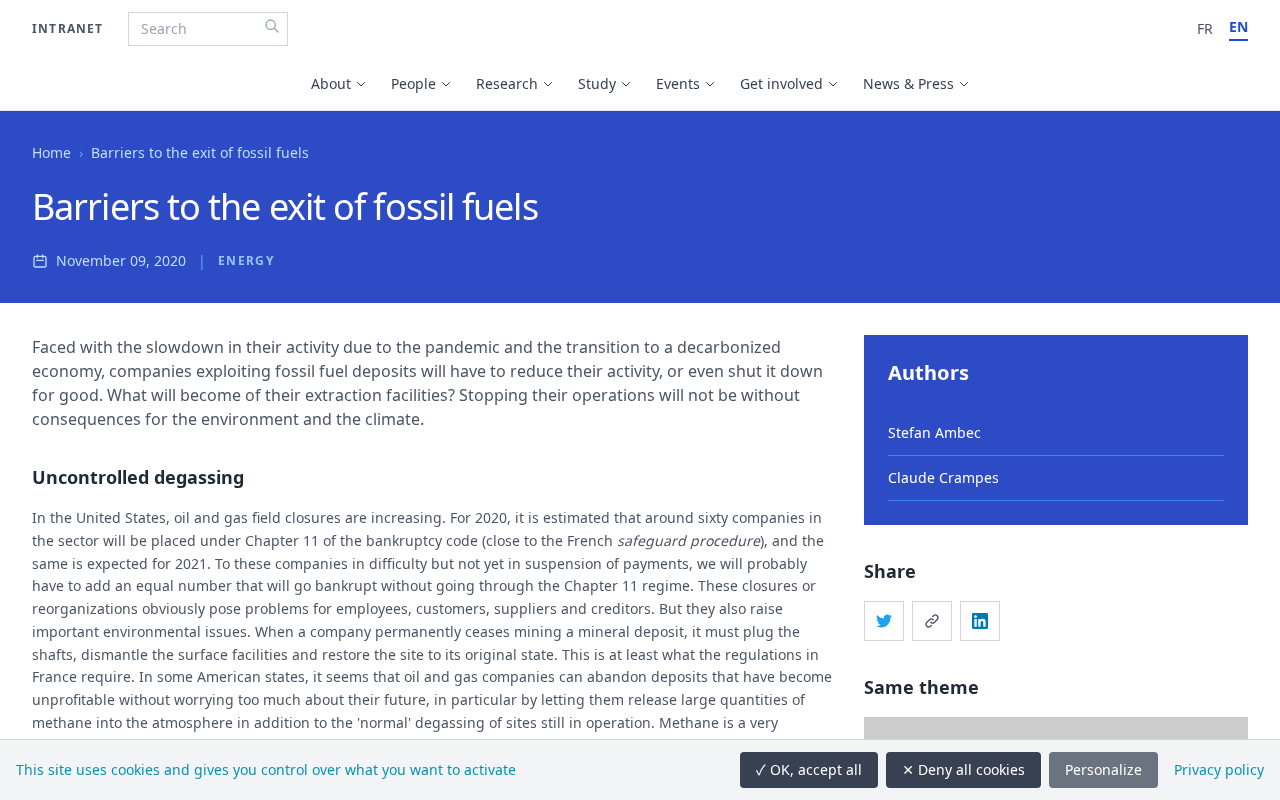 INTRANET
Search
FR
EN
About
People
Research
Study
Events
Get involved
News & Press
Home › Barriers to the exit of fossil fuels
Barriers to the exit of fossil fuels
November 09, 2020 | ENERGY
Faced with the slowdown in their activity due to the pandemic and the transition to a decarbonized
economy, companies exploiting fossil fuel deposits will have to reduce their activity, or even shut it down
for good. What will become of their extraction facilities? Stopping their operations will not be without
consequences for the environment and the climate.
Uncontrolled degassing
In the United States, oil and gas field closures are increasing. For 2020, it is estimated that around sixty companies in
the sector will be placed under Chapter 11 of the bankruptcy code (close to the French safeguard procedure), and the
same is expected for 2021. To these companies in difficulty but not yet in suspension of payments, we will probably
have to add an equal number that will go bankrupt without going through the Chapter 11 regime. These closures or
reorganizations obviously pose problems for employees, customers, suppliers and creditors. But they also raise
important environmental issues. When a company permanently ceases mining a mineral deposit, it must plug the
shafts, dismantle the surface facilities and restore the site to its original state. This is at least what the regulations in
France require. In some American states, it seems that oil and gas companies can abandon deposits that have become
unprofitable without worrying too much about their future, in particular by letting them release large quantities of
methane into the atmosphere in addition to the 'normal' degassing of sites still in operation. Methane is a very
Authors
Stefan Ambec
Claude Crampes
Share
Same theme
This site uses cookies and gives you control over what you want to activate
✓ OK, accept all
✕ Deny all cookies
Personalize
Privacy policy